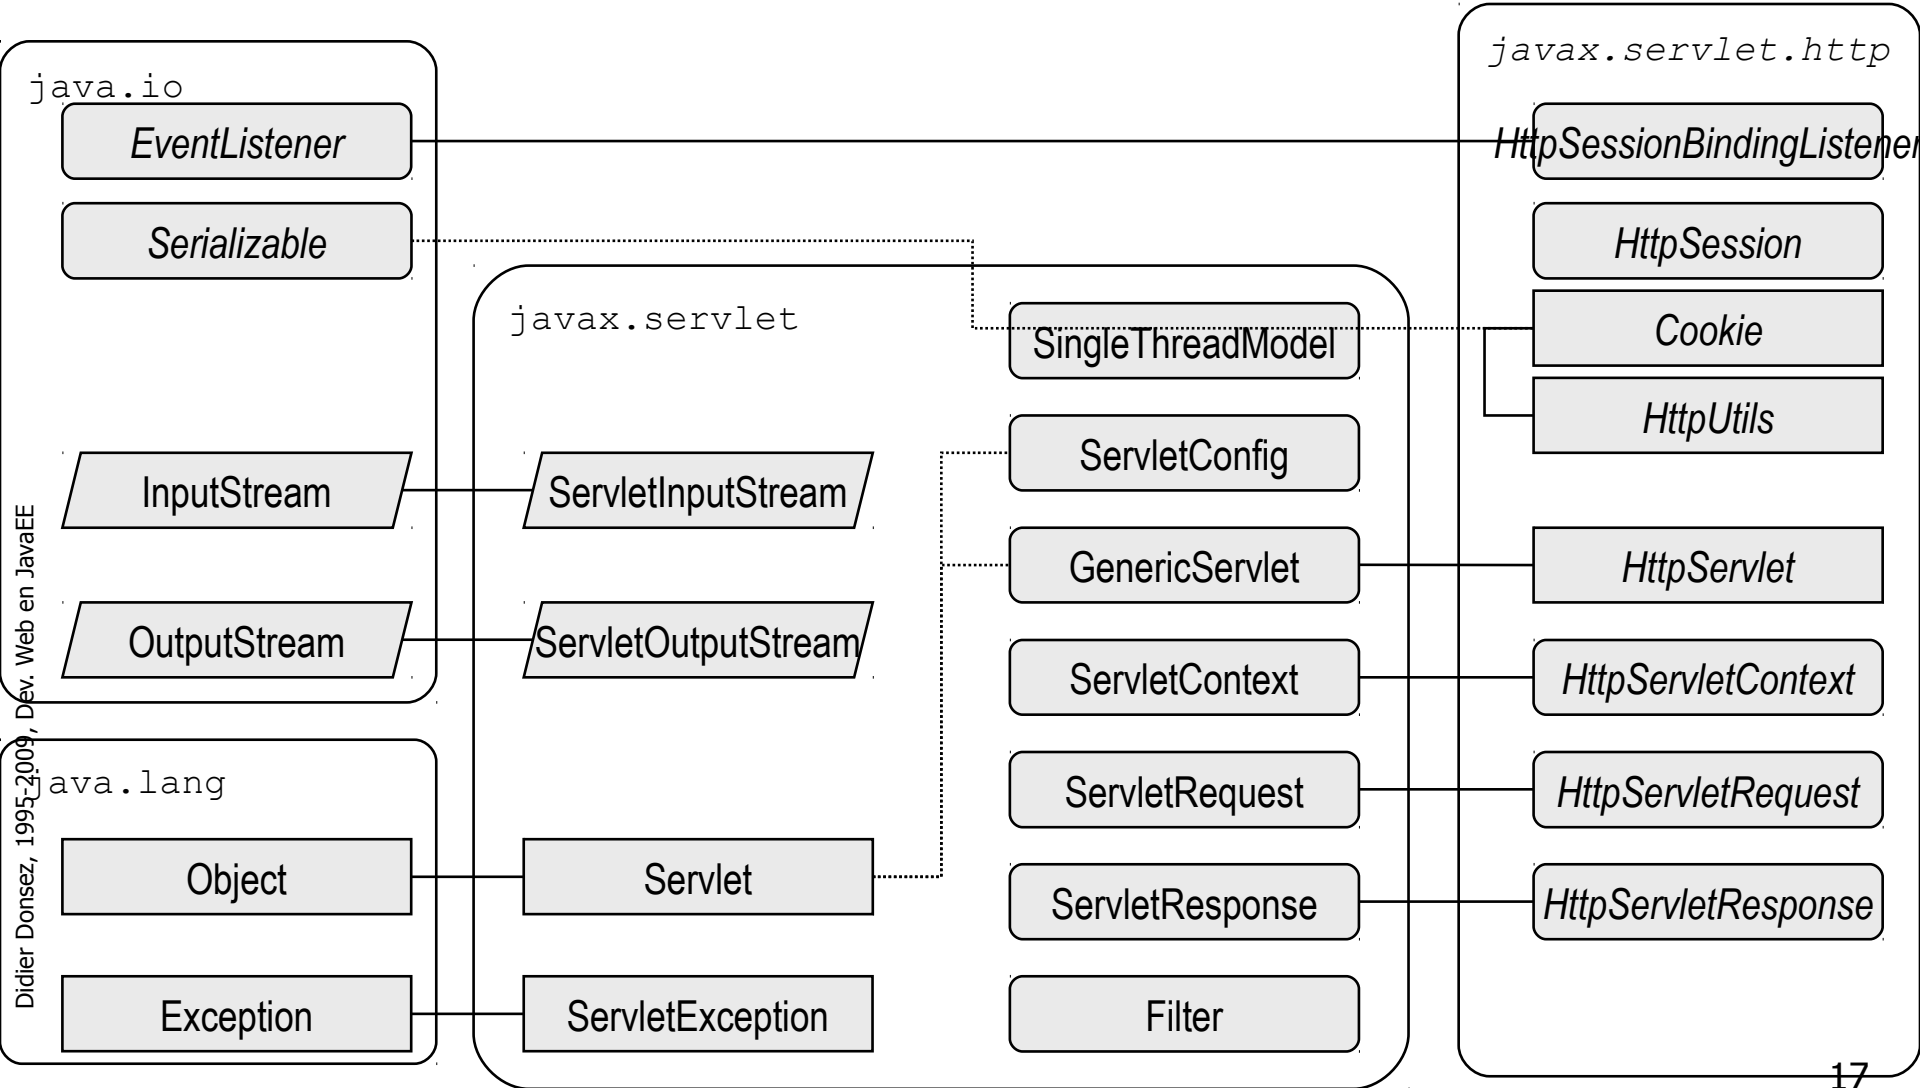 java.io
EventListener
Serializable
InputStream
OutputStream
java.lang
Object
Exception
javax.servlet
ServletInputStream
ServletOutputStream
Servlet
ServletException
SingleThreadModel
ServletConfig
GenericServlet
ServletContext
ServletRequest
ServletResponse
Filter
javax.servlet.http
HttpSessionBindingListener
HttpSession
Cookie
HttpUtils
HttpServlet
HttpServletContext
HttpServletRequest
HttpServletResponse
Didier Donsez, 1995-2009, Dev. Web en JavaEE
17